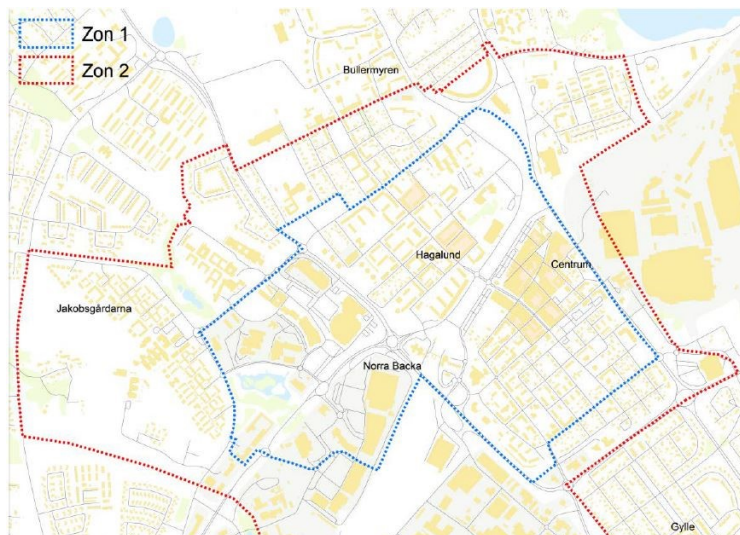 Zon 1
Zon 2
Bullermyren
Hagalund
Centrum
Jakobsgårdarna
Norra Backa
Gylle